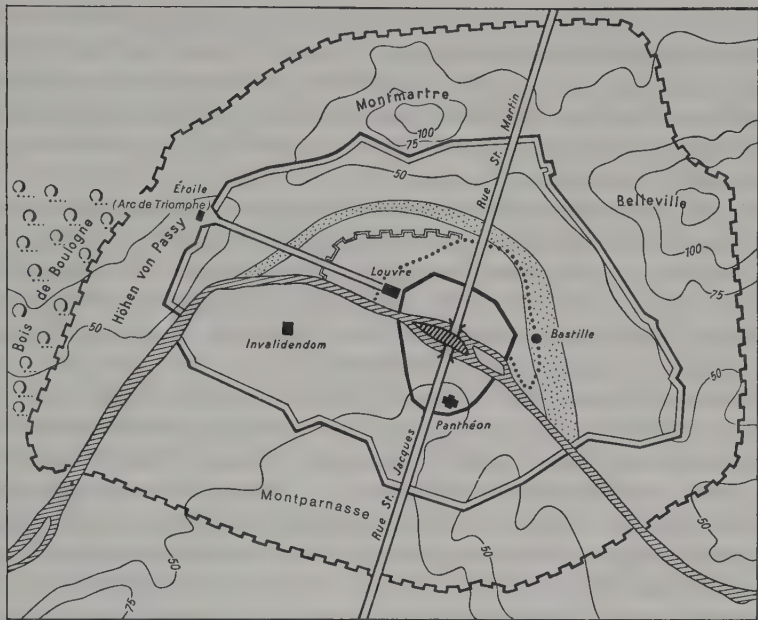 Montmartre
100
75
50
Rue St. Martin
Étoile
(Arc de Triomphe)
Belleville
100
75
Bois de Boulogne
Höhen von Passy
50
Louvre
Invalidendom
Bastille
Panthéon
50
Rue St. Jacques
Montparnasse
50
50
50
75